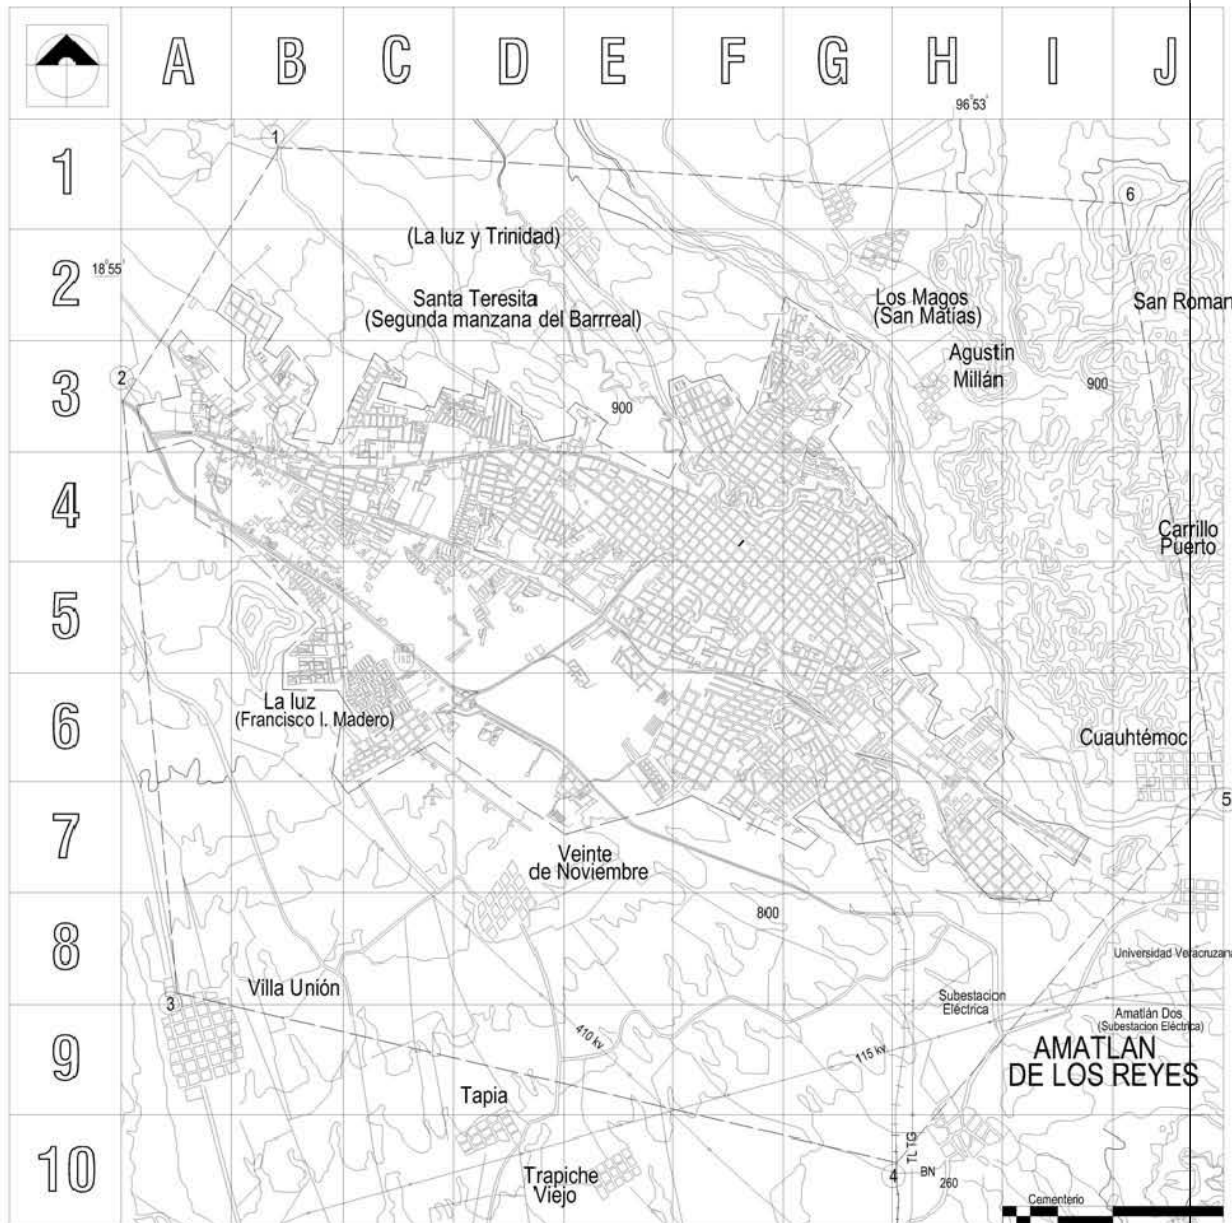 A B C D E F G H I J
96°53'
1
1
6
(La luz y Trinidad)
2
18°55'
Santa Teresita
(Segunda manzana del Barrreal)
Los Magos
(San Matías)
San Roman
Agustín
Millán
3
2
900
900
4
Carrillo
Puerto
5
La luz
(Francisco I. Madero)
6
Cuauhtémoc
5
7
Veinte
de Noviembre
800
8
Universidad Veracruzana
Villa Unión
3
Subestacion
Eléctrica
Amatlán Dos
(Subestacion Eléctrica)
9
410 kv
115 kv
AMATLAN
DE LOS REYES
Tapia
10
TL TG
Trapiche
Viejo
4
BN
260
Cementerio